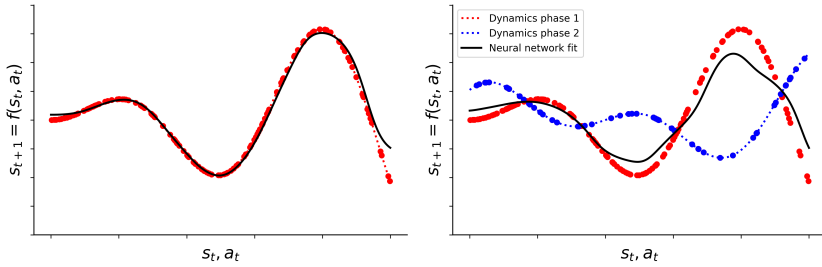 s_{t+1} = f(s_t, a_t)
s_t, a_t
s_{t+1} = f(s_t, a_t)
Dynamics phase 1
Dynamics phase 2
Neural network fit
s_t, a_t